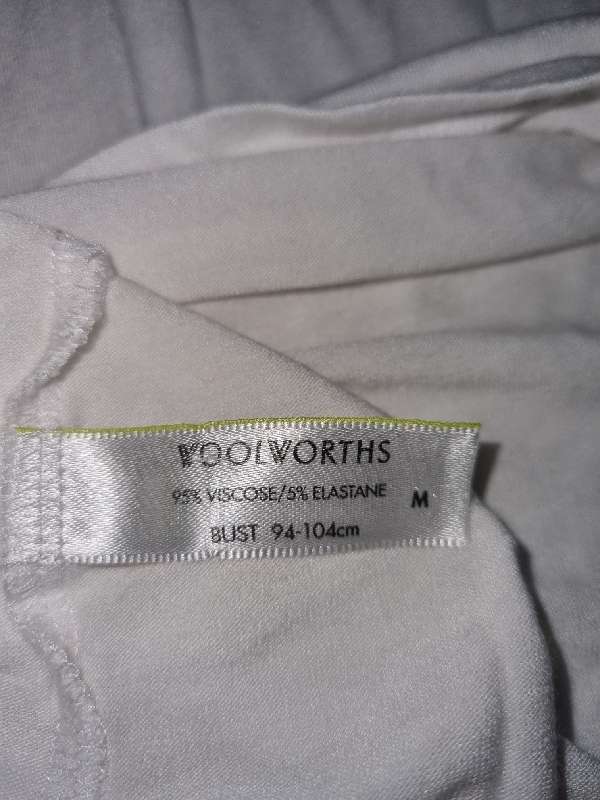 WOOLWORTHS
95% VISCOSE/5% ELASTANE
M
BUST 94-104cm